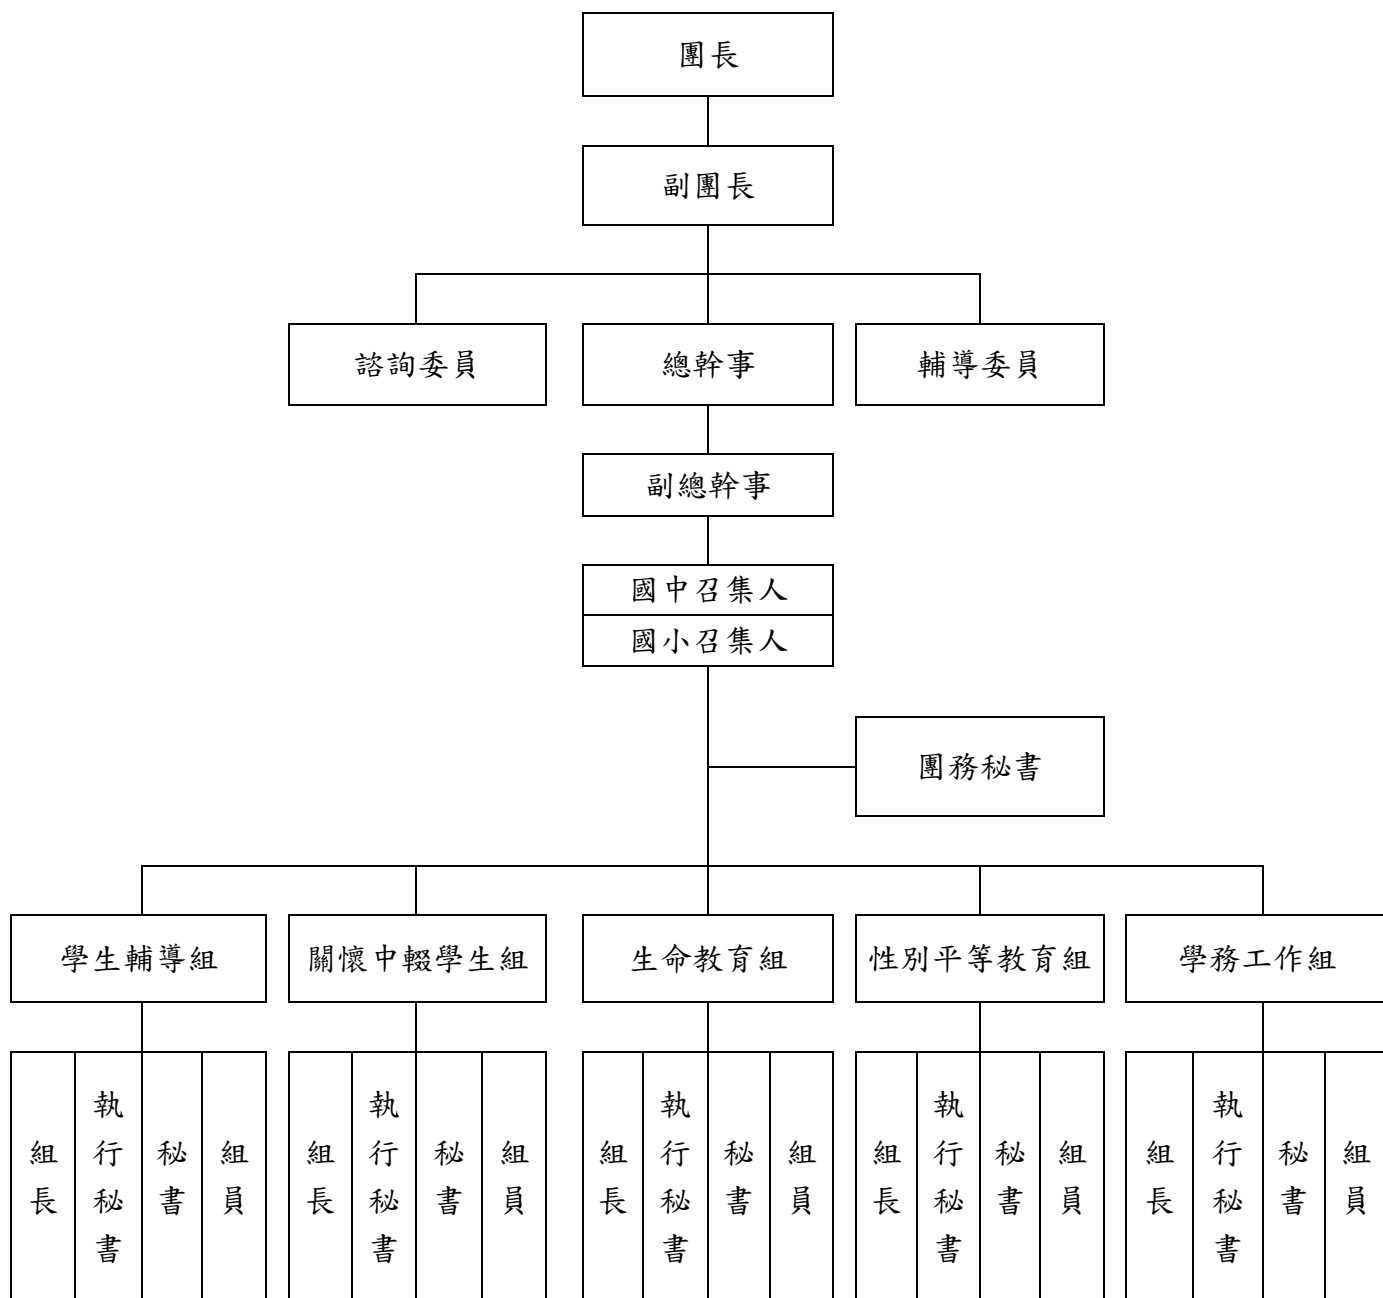 團長
副團長
諮詢委員
總幹事
輔導委員
副總幹事
國中召集人
國小召集人
團務秘書
學生輔導組
關懷中輟學生組
生命教育組
性別平等教育組
學務工作組
組長
執行秘書
秘書
組員
組長
執行秘書
秘書
組員
組長
執行秘書
秘書
組員
組長
執行秘書
秘書
組員
組長
執行秘書
秘書
組員